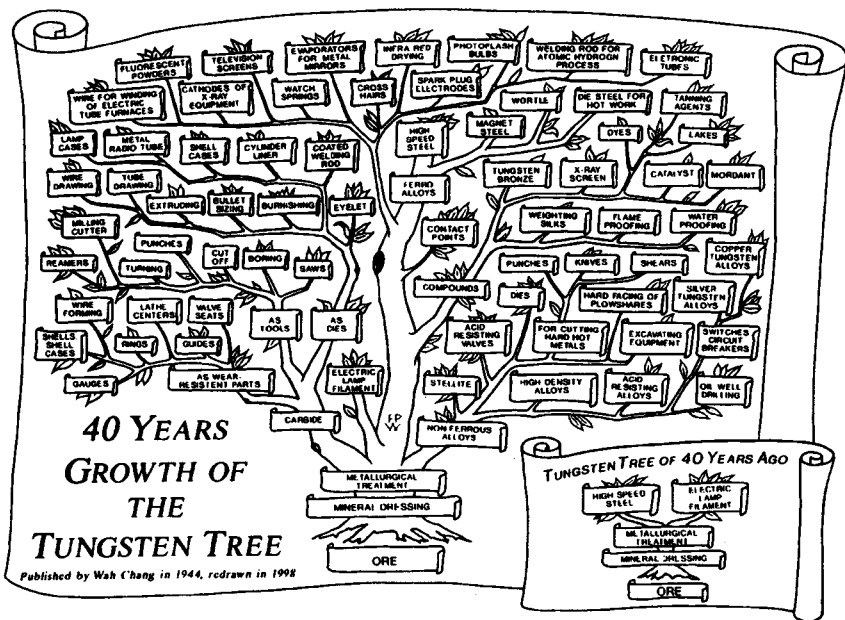 FLUORESCENT
POWDERS
TELEVISION
SCREENS
EVAPORATORS
FOR METAL
MIRRORS
INFRA RED
DRYING
PHOTOFLASH
BULBS
WELDING ROD FOR
ATOMIC HYDROGN
PROCESS
ELETRONIC
TUBES
WIRE FOR WINDING
OF ELECTRIC
TUBE FURNACES
CATHODES OF
X-RAY
EQUIPMENT
WATCH
SPRINGS
CROSS
HAIRS
SPARK PLUG
ELECTRODES
WORTLE
DIE STEEL FOR
HOT WORK
TANNING
AGENTS
LAMP
CASES
METAL
RADIO TUBE
SHELL
CASES
CYLINDER
LINER
COATED
WELDING
ROD
HIGH
SPEED
STEEL
MAGNET
STEEL
DYES
LAKES
WIRE
DRAWING
TUBE
DRAWING
FERRO
ALLOYS
TUNGSTEN
BRONZE
X-RAY
SCREEN
CATALYST
MORDANT
EXTRUDING
BULLET
SIZING
BURNISHING
EYELET
MILLING
CUTTER
CONTACT
POINTS
WEIGHTING
SILKS
FLAME
PROOFING
WATER
PROOFING
PUNCHES
CUT
OFF
BORING
SAWS
COPPER
TUNGSTEN
ALLOYS
REAMERS
TURNING
PUNCHES
KNIVES
SHEARS
COMPOUNDS
DIES
HARD FACING OF
PLOWSHARES
SILVER
TUNGSTEN
ALLOYS
WIRE
FORMING
LATHE
CENTERS
VALVE
SEATS
AS
TOOLS
AS
DIES
SHELLS,
SHELL
CASES
RINGS
GUIDES
ACID
RESISTING
VALVES
FOR CUTTING
HARD HOT
METALS
EXCAVATING
EQUIPMENT
SWITCHES
CIRCUIT
BREAKERS
GAUGES
AS WEAR-
RESISTENT PARTS
ELECTRIC
LAMP
FILAMENT
STELLITE
HIGH DENSITY
ALLOYS
ACID
RESISTING
ALLOYS
OIL WELL
DRILLING
CARBIDE
NON FERROUS
ALLOYS
METALLURGICAL
TREATMENT
MINERAL DRESSING
ORE
40 YEARS
GROWTH OF
THE
TUNGSTEN TREE
Published by Wah Chang in 1944, redrawn in 1998
TUNGSTEN TREE OF 40 YEARS AGO
HIGH SPEED
STEEL
ELECTRIC
LAMP
FILAMENT
METALLURGICAL
TREATMENT
MINERAL DRESSING
ORE